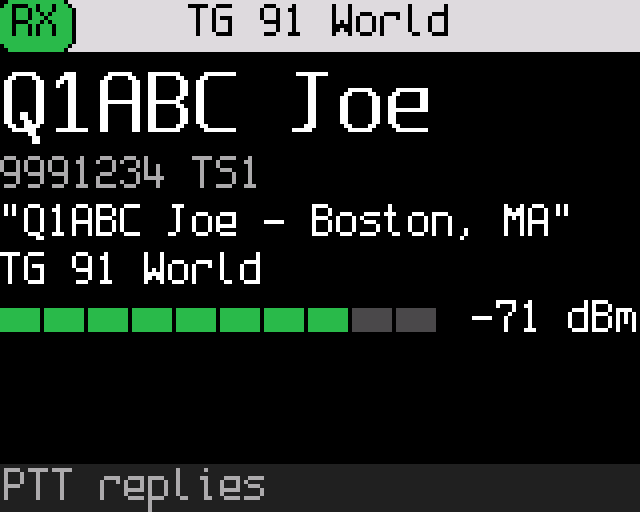 RX TG 91 World
Q1ABC Joe
9991234 TS1
"Q1ABC Joe - Boston, MA"
TG 91 World
-71 dBm
PTT replies